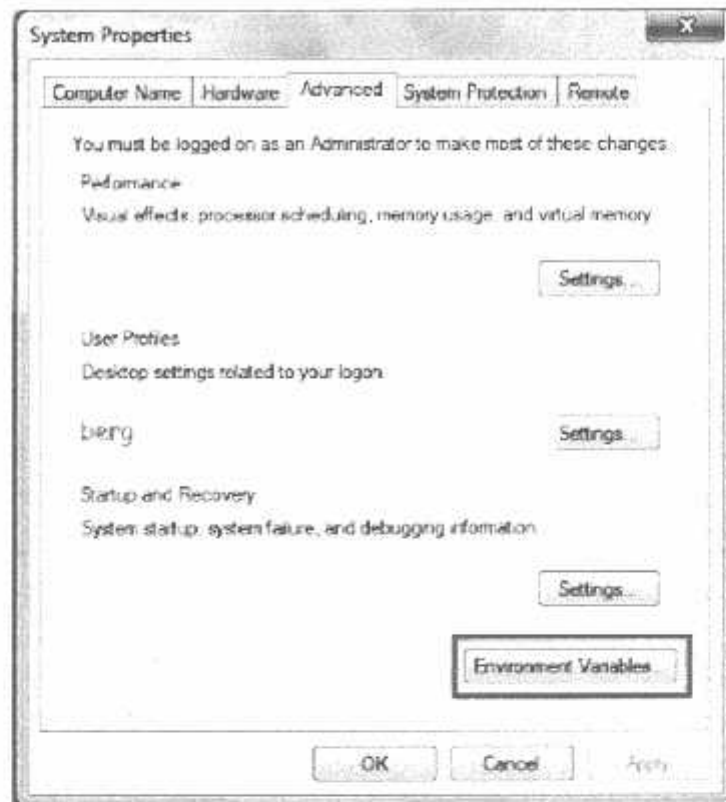 System Properties
X
Computer Name Hardware Advanced System Protection Remote
You must be logged on as an Administrator to make most of these changes
Performance
Visual effects, processor scheduling, memory usage, and virtual memory
Settings...
User Profiles
Desktop settings related to your logon
berg
Settings...
Startup and Recovery
System startup, system failure, and debugging information
Settings...
Environment Variables...
OK Cancel Apply